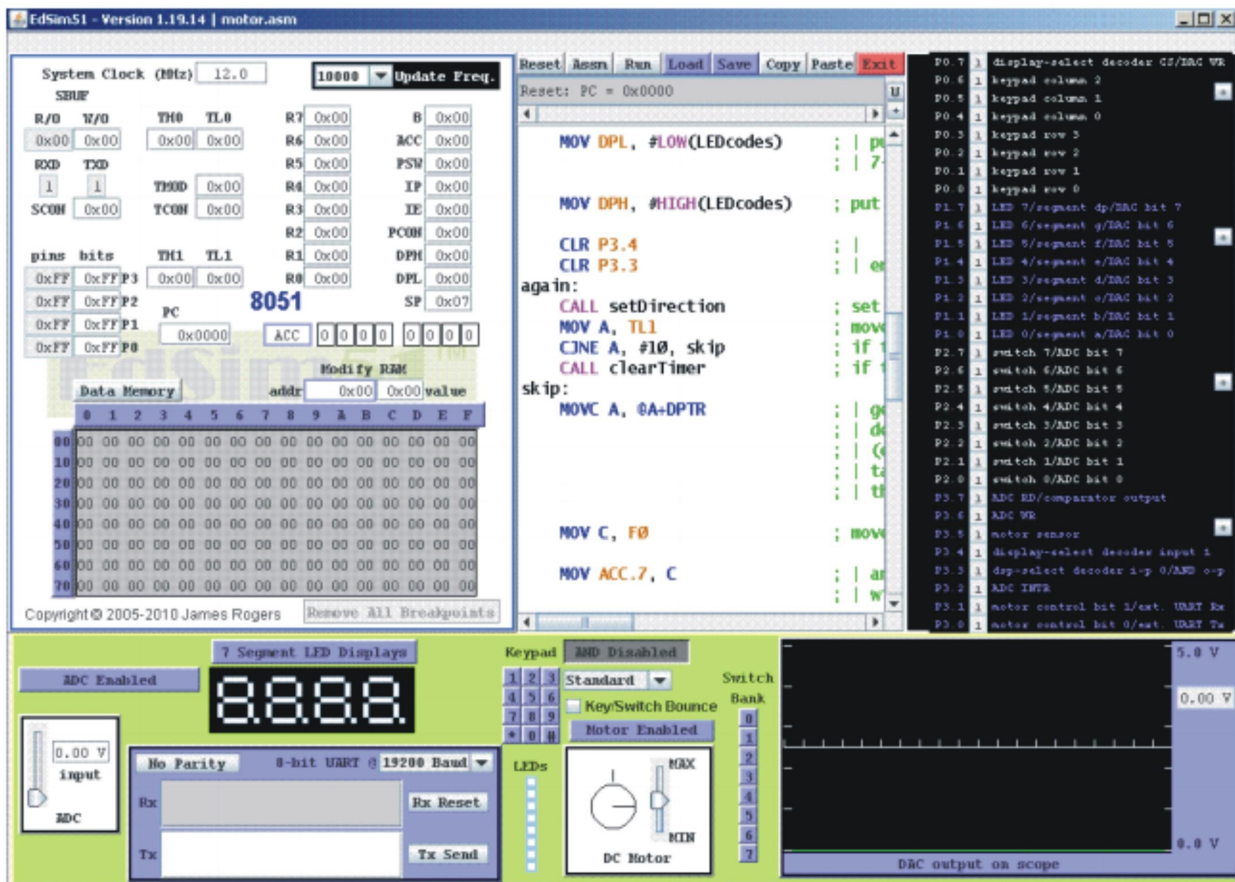 EdSim51 - Version 1.19.14 | motor.asm
System Clock (MHz) 12.0
10000 Update Freq.
SBUF
R/O W/O TH0 TL0 R7 0x00 B 0x00
0x00 0x00 0x00 0x00 R6 0x00 ACC 0x00
RXD TXD R5 0x00 PSW 0x00
1 1 TMOD 0x00 R4 0x00 IP 0x00
SCON 0x00 TCON 0x00 R3 0x00 IE 0x00
R2 0x00 PCON 0x00
pins bits TH1 TL1 R1 0x00 DPH 0x00
0xFF 0xFF P3 0x00 0x00 R0 0x00 DPL 0x00
0xFF 0xFF P2 8051 SP 0x07
0xFF 0xFF P1 PC
0xFF 0xFF P0 0x0000 ACC 0 0 0 0 0 0 0 0
EdSim51 TM
Modify RAM
Data Memory addr 0x00 0x00 value
0 1 2 3 4 5 6 7 8 9 A B C D E F
00 00 00 00 00 00 00 00 00 00 00 00 00 00 00 00 00
10 00 00 00 00 00 00 00 00 00 00 00 00 00 00 00 00
20 00 00 00 00 00 00 00 00 00 00 00 00 00 00 00 00
30 00 00 00 00 00 00 00 00 00 00 00 00 00 00 00 00
40 00 00 00 00 00 00 00 00 00 00 00 00 00 00 00 00
50 00 00 00 00 00 00 00 00 00 00 00 00 00 00 00 00
60 00 00 00 00 00 00 00 00 00 00 00 00 00 00 00 00
70 00 00 00 00 00 00 00 00 00 00 00 00 00 00 00 00
Copyright © 2005-2010 James Rogers Remove All Breakpoints
Reset Assm Run Load Save Copy Paste Exit
Reset: PC = 0x0000 U
+
MOV DPL, #LOW(LEDcodes) ; | pu
; | 7-
MOV DPH, #HIGH(LEDcodes) ; put
CLR P3.4 ; |
CLR P3.3 ; | en
again:
CALL setDirection ; set
MOV A, TL1 ; move
CJNE A, #10, skip ; if t
CALL clearTimer ; if t
skip:
MOVC A, @A+DPTR ; | ge
; | de
; | (c
; | ta
; | th
MOV C, F0 ; move
MOV ACC.7, C ; | an
; | w
P0.7 1 display-select decoder CS/DAC WR
P0.6 1 keypad column 2
P0.5 1 keypad column 1
P0.4 1 keypad column 0
P0.3 1 keypad row 3
P0.2 1 keypad row 2
P0.1 1 keypad row 1
P0.0 1 keypad row 0
P1.7 1 LED 7/segment dp/DAC bit 7
P1.6 1 LED 6/segment g/DAC bit 6
P1.5 1 LED 5/segment f/DAC bit 5
P1.4 1 LED 4/segment e/DAC bit 4
P1.3 1 LED 3/segment d/DAC bit 3
P1.2 1 LED 2/segment c/DAC bit 2
P1.1 1 LED 1/segment b/DAC bit 1
P1.0 1 LED 0/segment a/DAC bit 0
P2.7 1 switch 7/ADC bit 7
P2.6 1 switch 6/ADC bit 6
P2.5 1 switch 5/ADC bit 5
P2.4 1 switch 4/ADC bit 4
P2.3 1 switch 3/ADC bit 3
P2.2 1 switch 2/ADC bit 2
P2.1 1 switch 1/ADC bit 1
P2.0 1 switch 0/ADC bit 0
P3.7 1 ADC RD/comparator output
P3.6 1 ADC WR
P3.5 1 motor sensor
P3.4 1 display-select decoder input 1
P3.3 1 dsp-select decoder i-p 0/AND o-p
P3.2 1 ADC INTR
P3.1 1 motor control bit 1/ext. UART Rx
P3.0 1 motor control bit 0/ext. UART Tx
7 Segment LED Displays
ADC Enabled
8.8.8.8.
0.00 V
input
ADC
No Parity 8-bit UART @ 19200 Baud
Rx Rx Reset
Tx Tx Send
Keypad AND Disabled
1 2 3 Standard
4 5 6 Key/Switch Bounce
7 8 9 Motor Enabled
* 0 #
LEDs
MAX
MIN
DC Motor
Switch
Bank
0
1
2
3
4
5
6
7
5.0 V
0.00 V
0.0 V
DAC output on scope